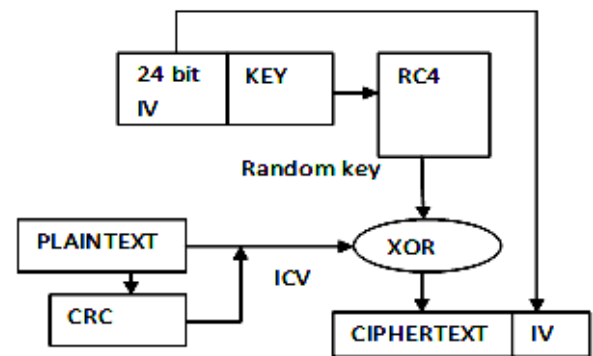 24 bit
IV
KEY
RC4
Random key
PLAINTEXT
XOR
ICV
CRC
CIPHERTEXT
IV